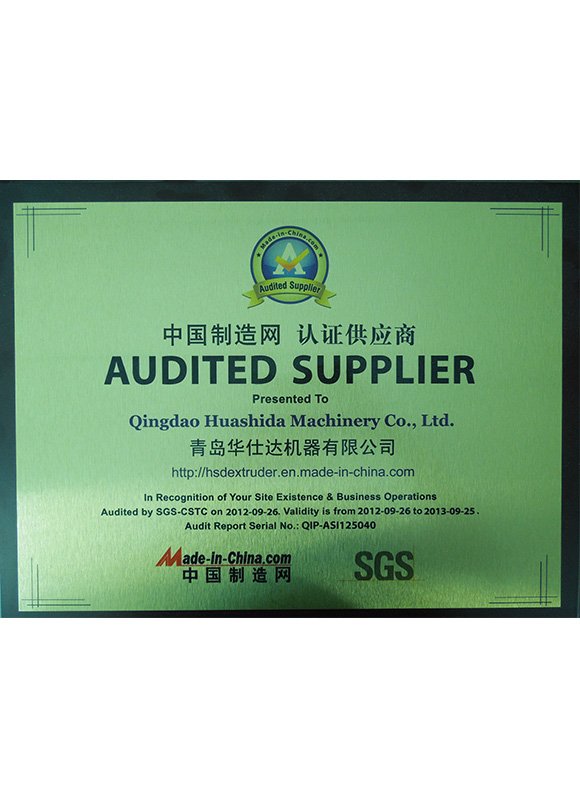 ★ Made-in-China.com ★
A
Audited Supplier
中国制造网 认证供应商
AUDITED SUPPLIER
Presented To
Qingdao Huashida Machinery Co., Ltd.
青岛华仕达机器有限公司
http://hsdextruder.en.made-in-china.com
In Recognition of Your Site Existence & Business Operations
Audited by SGS-CSTC on 2012-09-26. Validity is from 2012-09-26 to 2013-09-25.
Audit Report Serial No.: QIP-ASI125040
Made-in-China.com
中国制造网
SGS